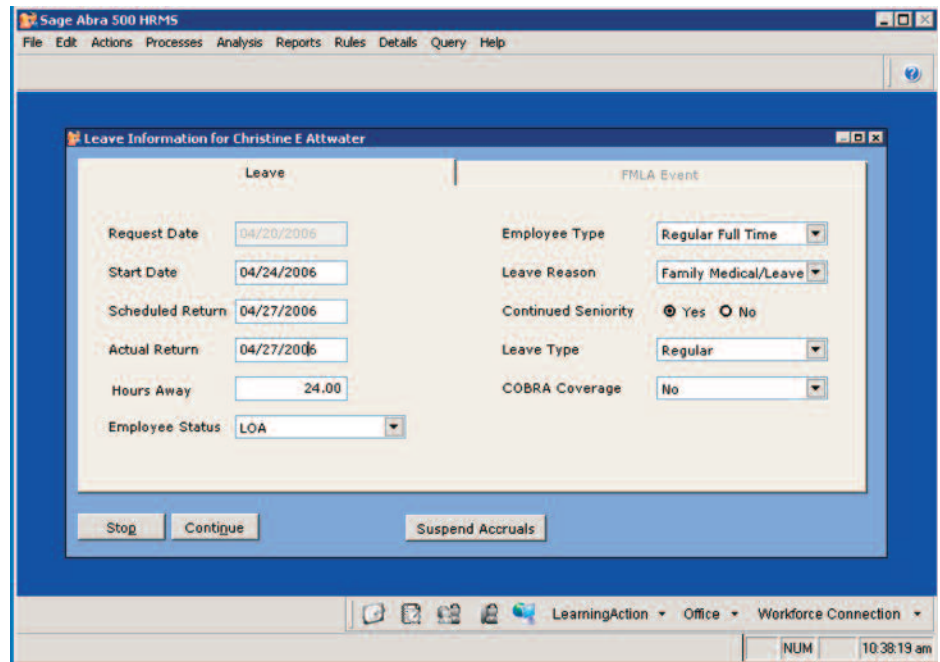 Sage Abra 500 HRMS
File Edit Actions Processes Analysis Reports Rules Details Query Help
Leave Information for Christine E Attwater
Leave
FMLA Event
Request Date 04/20/2006
Start Date 04/24/2006
Scheduled Return 04/27/2006
Actual Return 04/27/2006
Hours Away 24.00
Employee Status LOA
Employee Type Regular Full Time
Leave Reason Family Medical/Leave
Continued Seniority Yes No
Leave Type Regular
COBRA Coverage No
Stop Continue Suspend Accruals
LearningAction Office Workforce Connection
NUM 10:38:19 am